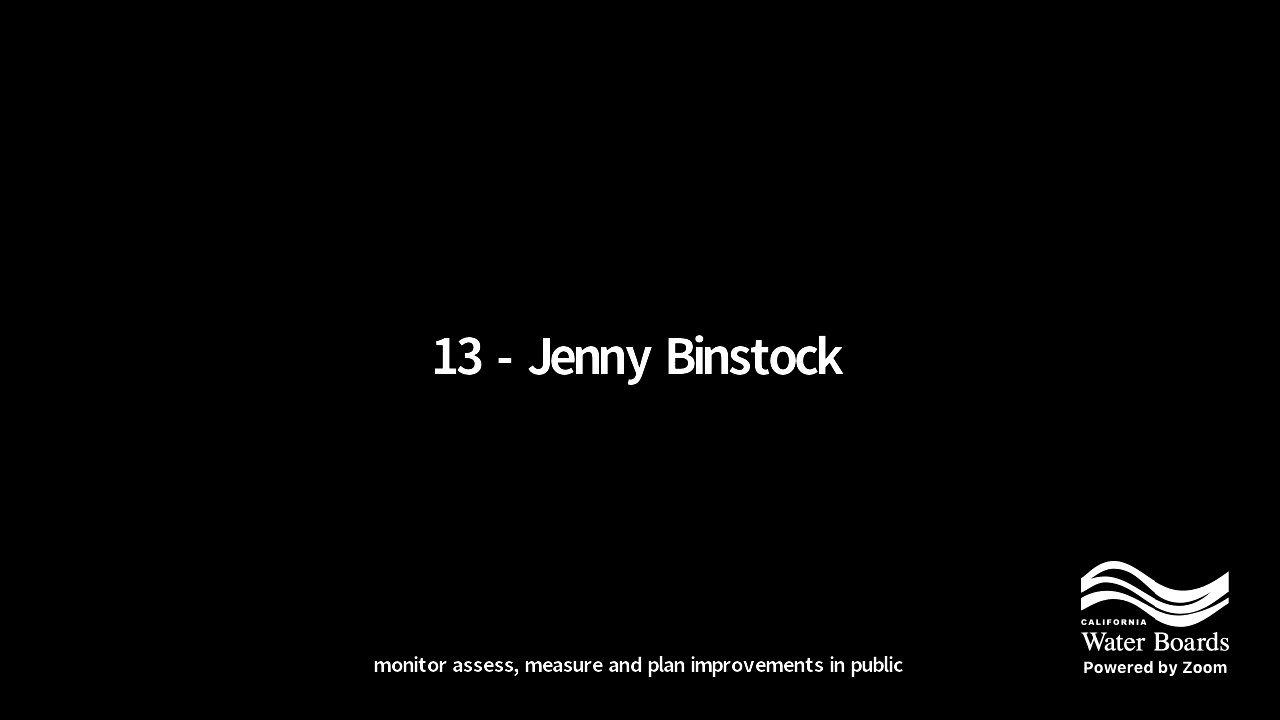 13 - Jenny Binstock
CALIFORNIA
Water Boards
monitor assess, measure and plan improvements in public
Powered by Zoom